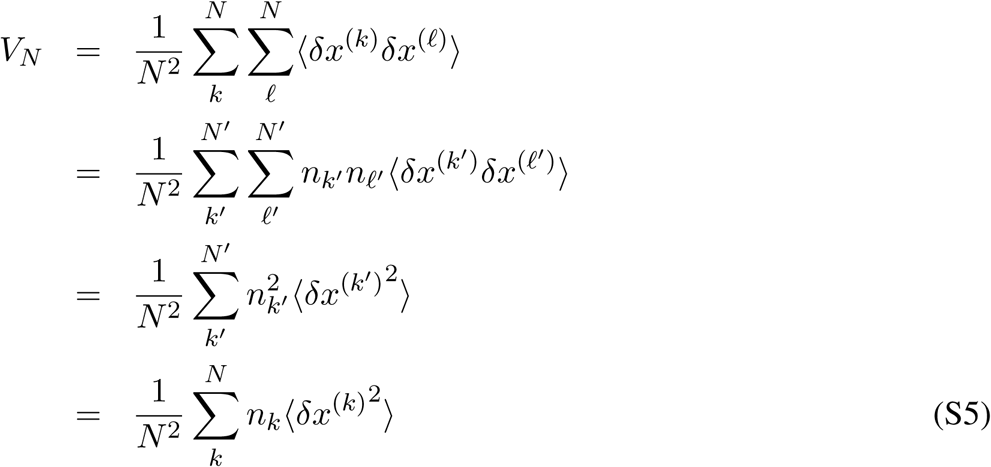 V_N = \frac{1}{N^2} \sum_{k}^{N} \sum_{\ell}^{N} \langle \delta x^{(k)} \delta x^{(\ell)} \rangle
= \frac{1}{N^2} \sum_{k'}^{N'} \sum_{\ell'}^{N'} n_{k'} n_{\ell'} \langle \delta x^{(k')} \delta x^{(\ell')} \rangle
= \frac{1}{N^2} \sum_{k'}^{N'} n_{k'}^2 \langle \delta {x^{(k')}}^2 \rangle
= \frac{1}{N^2} \sum_{k}^{N} n_k \langle \delta {x^{(k)}}^2 \rangle (S5)